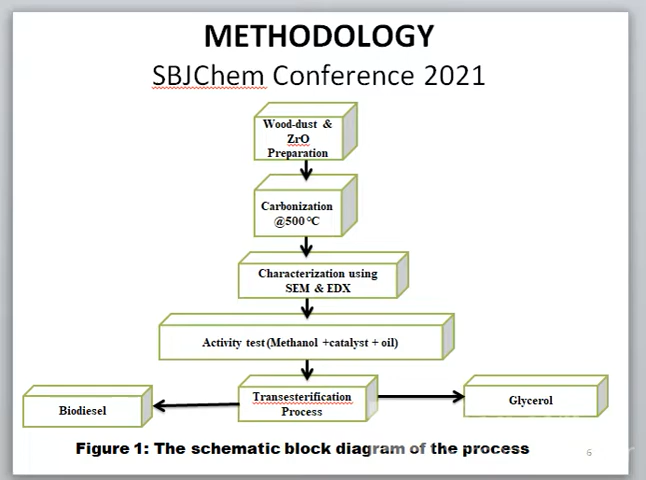 METHODOLOGY
SBJChem Conference 2021
Wood-dust &
ZrO
Preparation
Carbonization
@500°C
Characterization using
SEM & EDX
Activity test (Methanol +catalyst + oil)
Transesterification
Process
Biodiesel
Glycerol
Figure 1: The schematic block diagram of the process
6